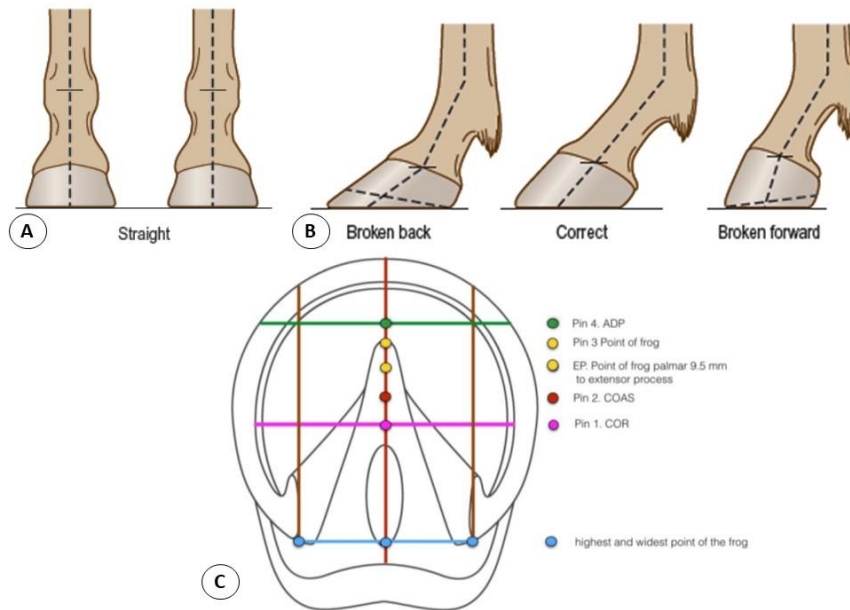 A
Straight
B
Broken back
Correct
Broken forward
Pin 4. ADP
Pin 3 Point of frog
EP. Point of frog palmar 9.5 mm
to extensor process
Pin 2. COAS
Pin 1. COR
highest and widest point of the frog
C